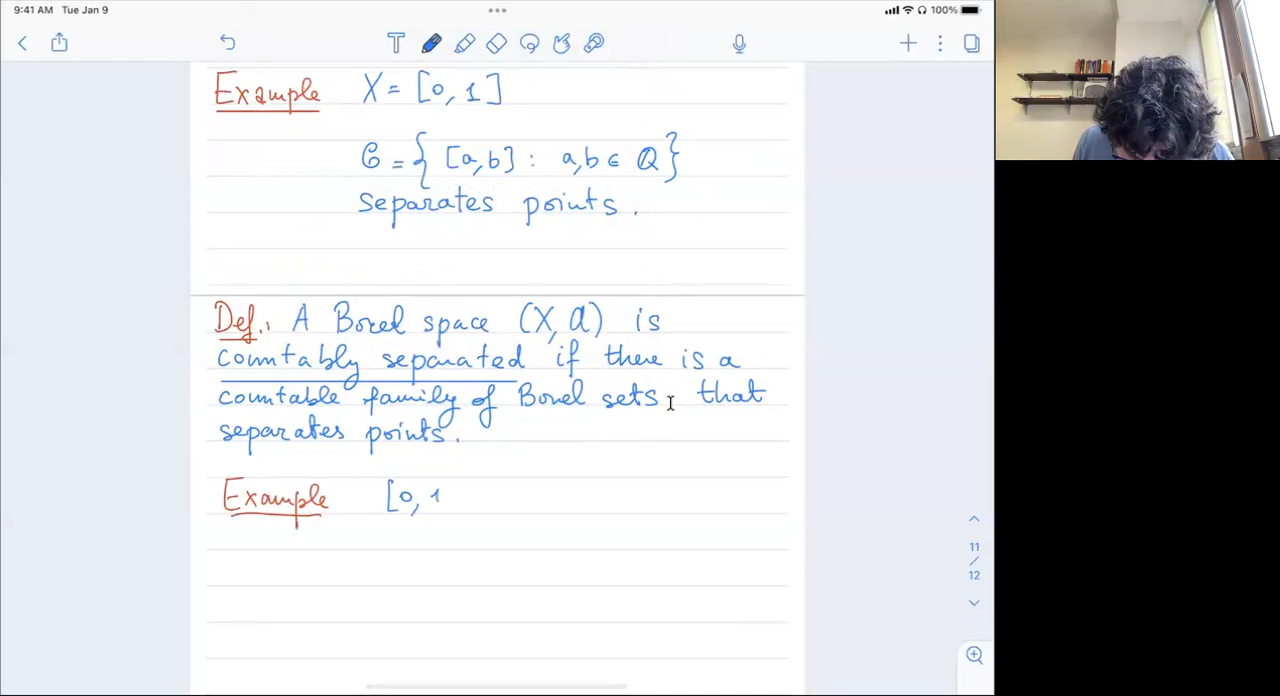 9:41 AM Tue Jan 9
100%
Example X = [0, 1]
𝒞 = { [a,b] : a,b ∈ ℚ }
separates points.
Def.: A Borel space (X, 𝒜) is
countably separated if there is a
countable family of Borel sets that
separates points.
Example [0, 1
11
/
12